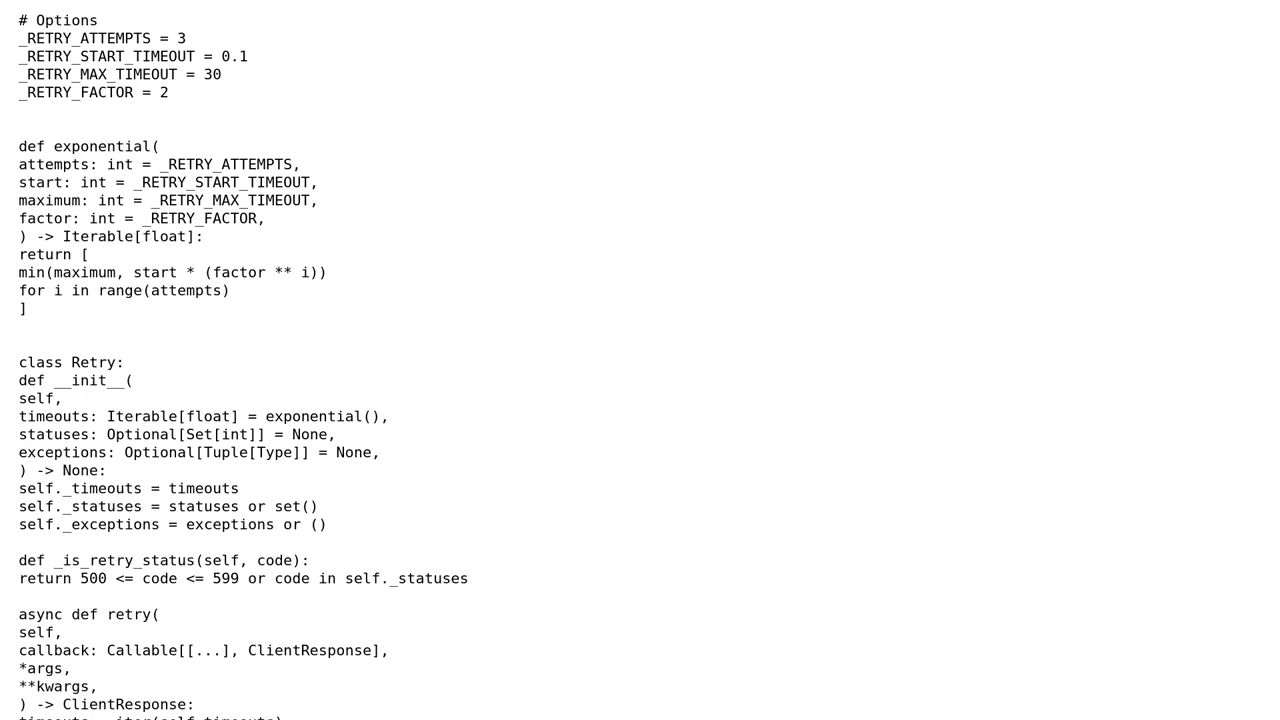 # Options
_RETRY_ATTEMPTS = 3
_RETRY_START_TIMEOUT = 0.1
_RETRY_MAX_TIMEOUT = 30
_RETRY_FACTOR = 2
def exponential(
attempts: int = _RETRY_ATTEMPTS,
start: int = _RETRY_START_TIMEOUT,
maximum: int = _RETRY_MAX_TIMEOUT,
factor: int = _RETRY_FACTOR,
) -> Iterable[float]:
return [
min(maximum, start * (factor ** i))
for i in range(attempts)
]
class Retry:
def __init__(
self,
timeouts: Iterable[float] = exponential(),
statuses: Optional[Set[int]] = None,
exceptions: Optional[Tuple[Type]] = None,
) -> None:
self._timeouts = timeouts
self._statuses = statuses or set()
self._exceptions = exceptions or ()
def _is_retry_status(self, code):
return 500 <= code <= 599 or code in self._statuses
async def retry(
self,
callback: Callable[[...], ClientResponse],
*args,
**kwargs,
) -> ClientResponse: